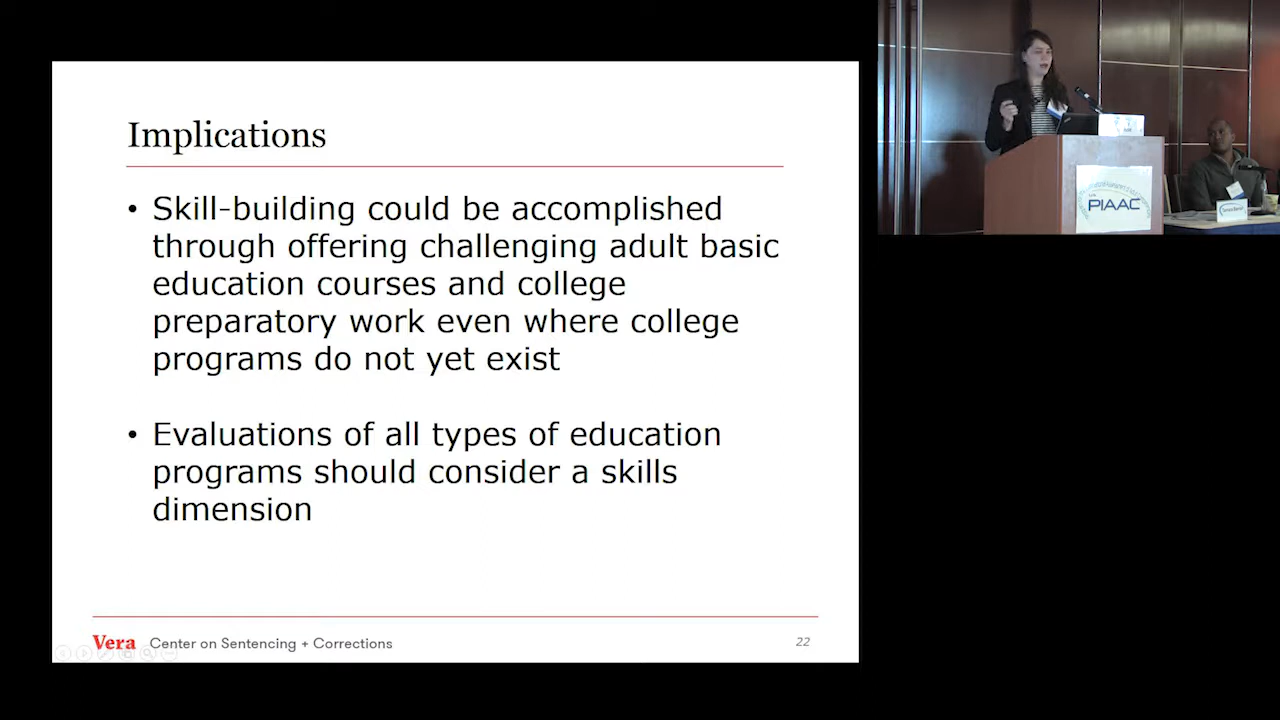 Implications
• Skill-building could be accomplished
through offering challenging adult basic
education courses and college
preparatory work even where college
programs do not yet exist
• Evaluations of all types of education
programs should consider a skills
dimension
Vera Center on Sentencing + Corrections
22
PIAAC